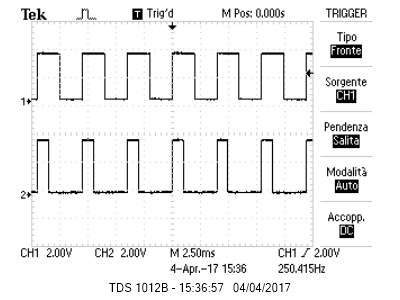 Tek T Trig'd M Pos: 0.000s TRIGGER
Tipo
Fronte
Sorgente
CH1
Pendenza
Salita
Modalità
Auto
Accopp.
DC
1
2
CH1 2.00V CH2 2.00V M 2.50ms CH1 2.00V
4-Apr.-17 15:36 250.415Hz
TDS 1012B - 15:36:57 04/04/2017